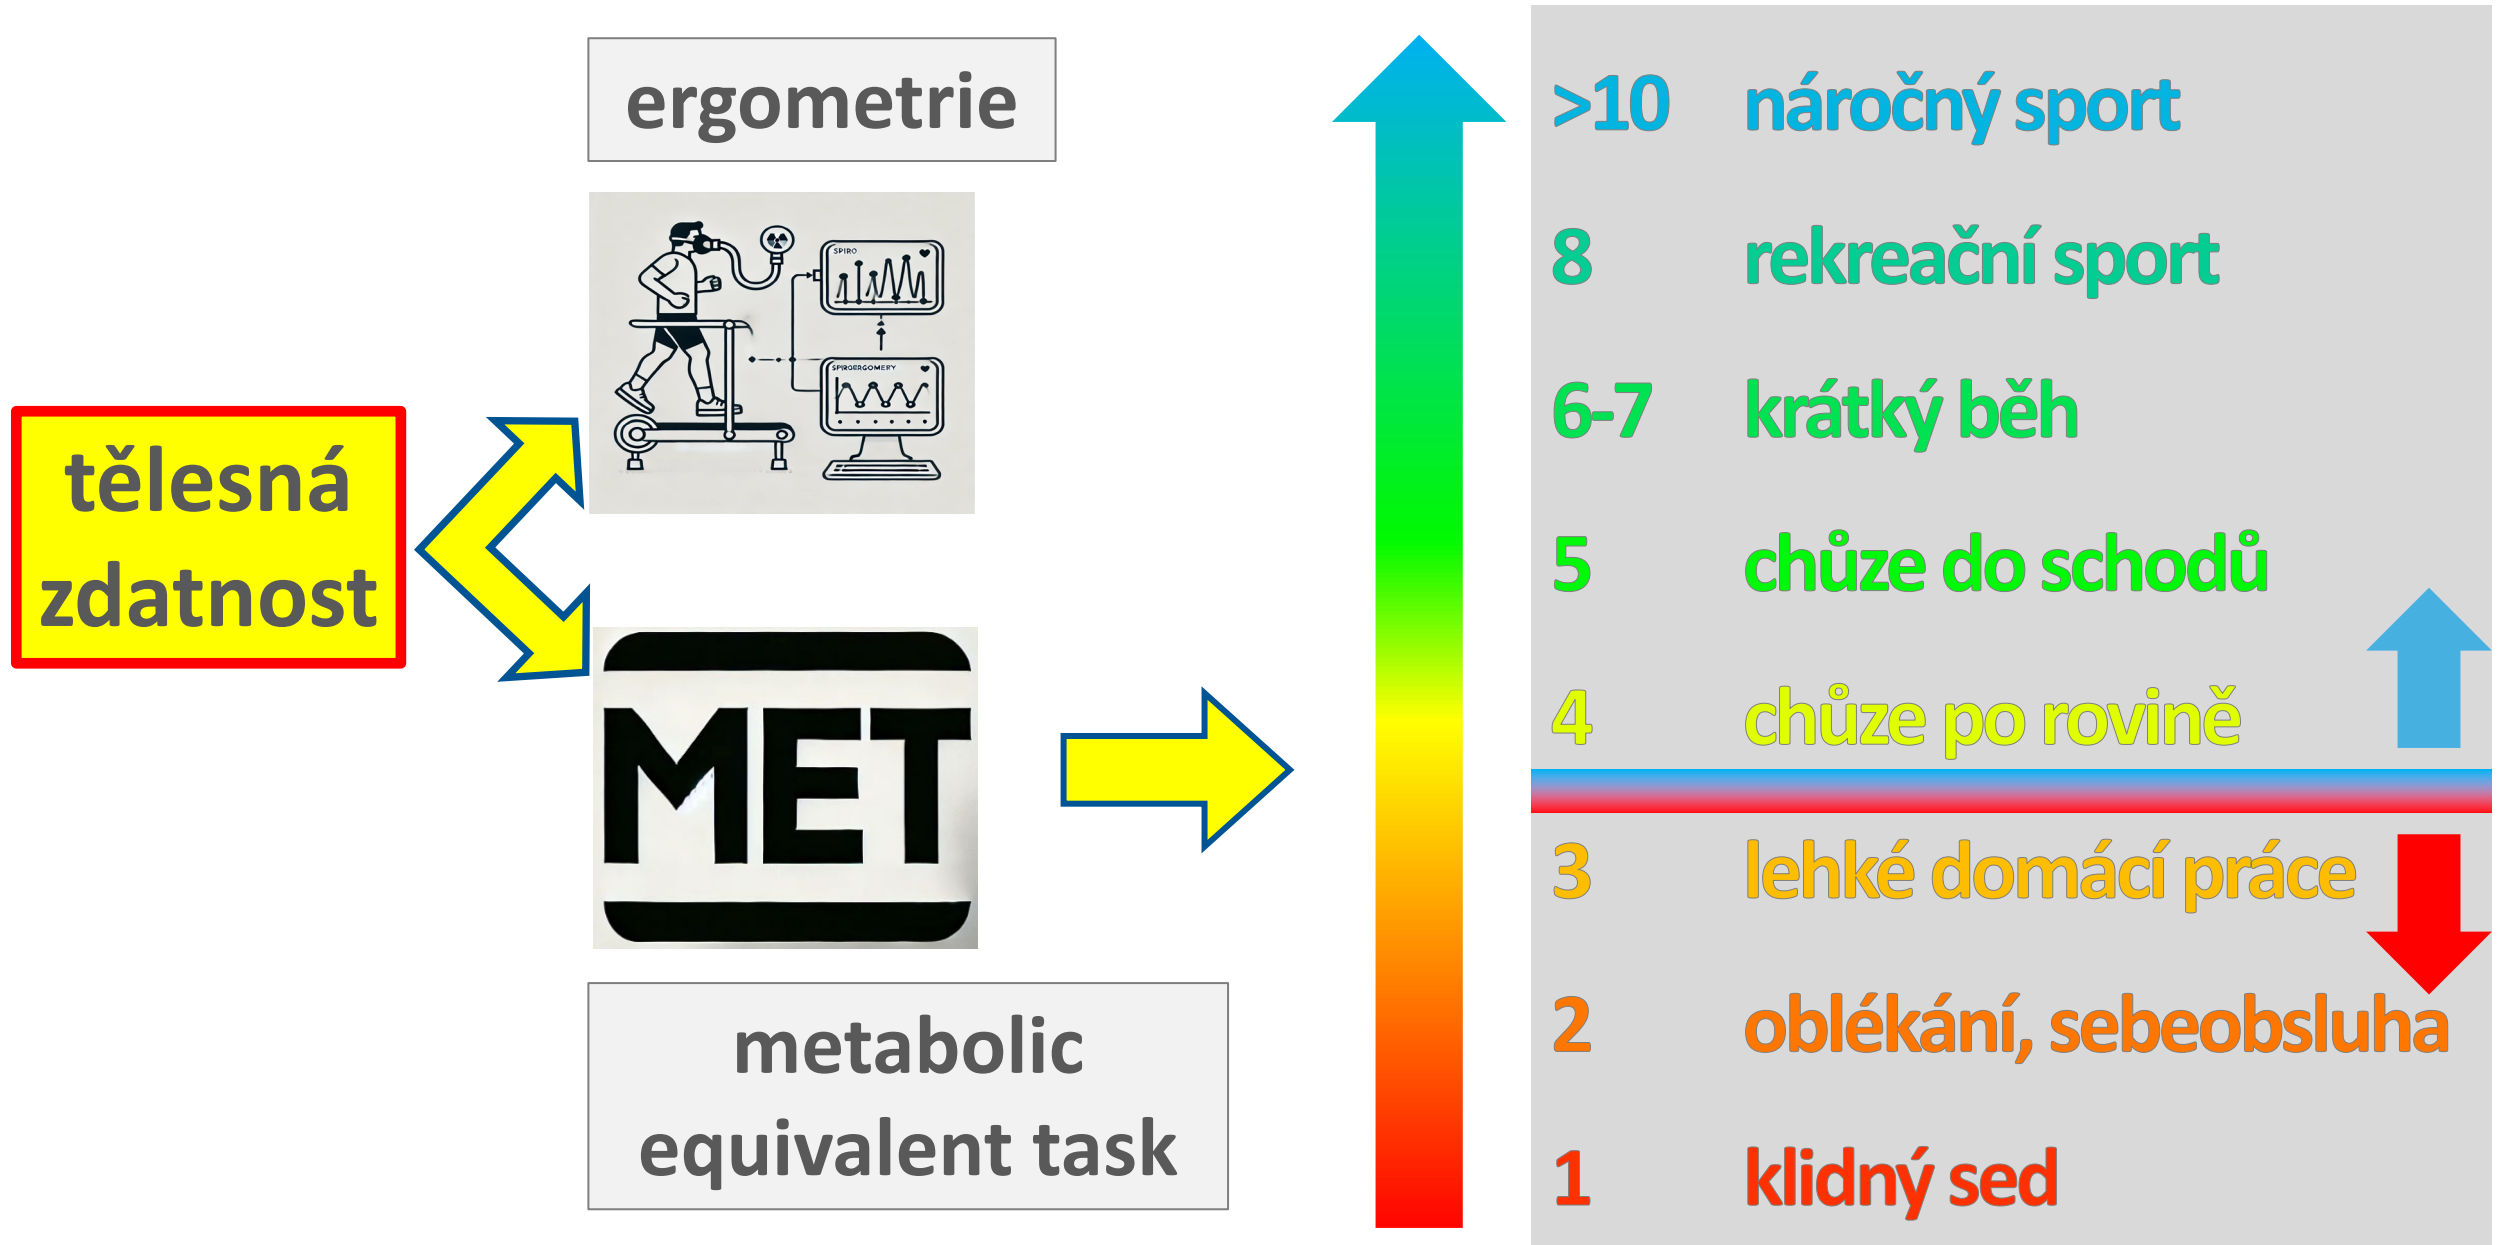 tělesná
zdatnost
ergometrie
SPIRO
SPIROERGOMERY
MET
metabolic
equivalent task
>10 náročný sport
8 rekreační sport
6-7 krátký běh
5 chůze do schodů
4 chůze po rovině
3 lehké domácí práce
2 oblékání, sebeobsluha
1 klidný sed